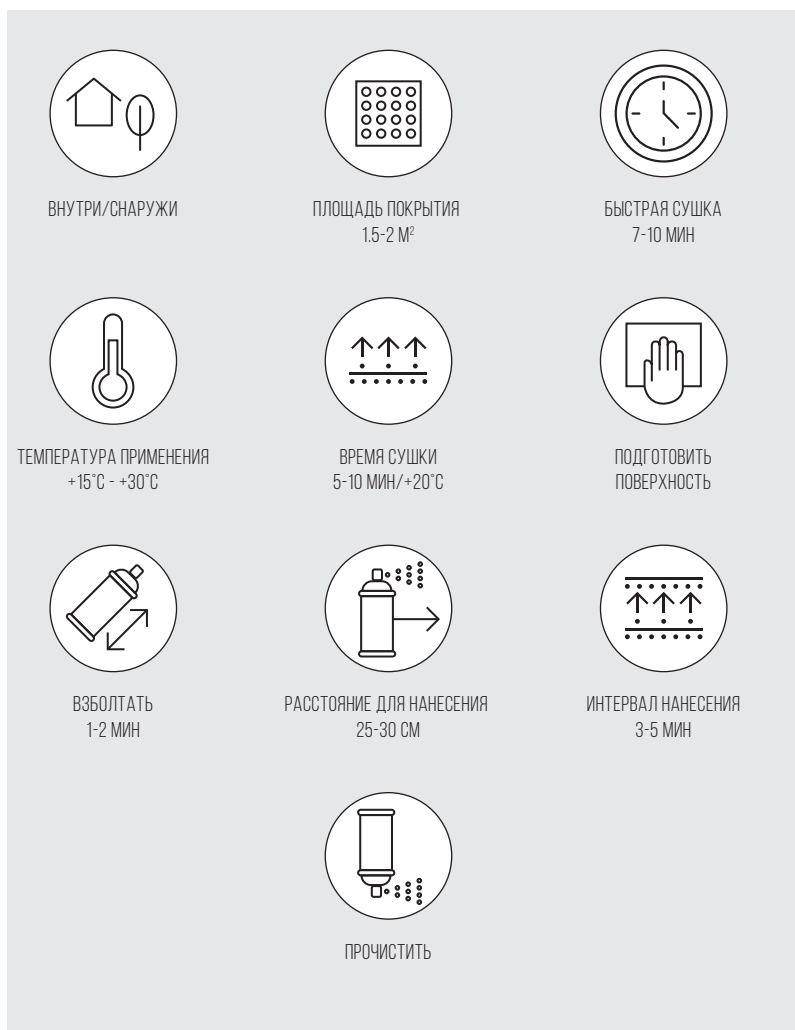 ВНУТРИ/СНАРУЖИ
ПЛОЩАДЬ ПОКРЫТИЯ
1.5-2 М²
БЫСТРАЯ СУШКА
7-10 МИН
ТЕМПЕРАТУРА ПРИМЕНЕНИЯ
+15°С - +30°С
ВРЕМЯ СУШКИ
5-10 МИН/+20°С
ПОДГОТОВИТЬ
ПОВЕРХНОСТЬ
ВЗБОЛТАТЬ
1-2 МИН
РАССТОЯНИЕ ДЛЯ НАНЕСЕНИЯ
25-30 СМ
ИНТЕРВАЛ НАНЕСЕНИЯ
3-5 МИН
ПРОЧИСТИТЬ